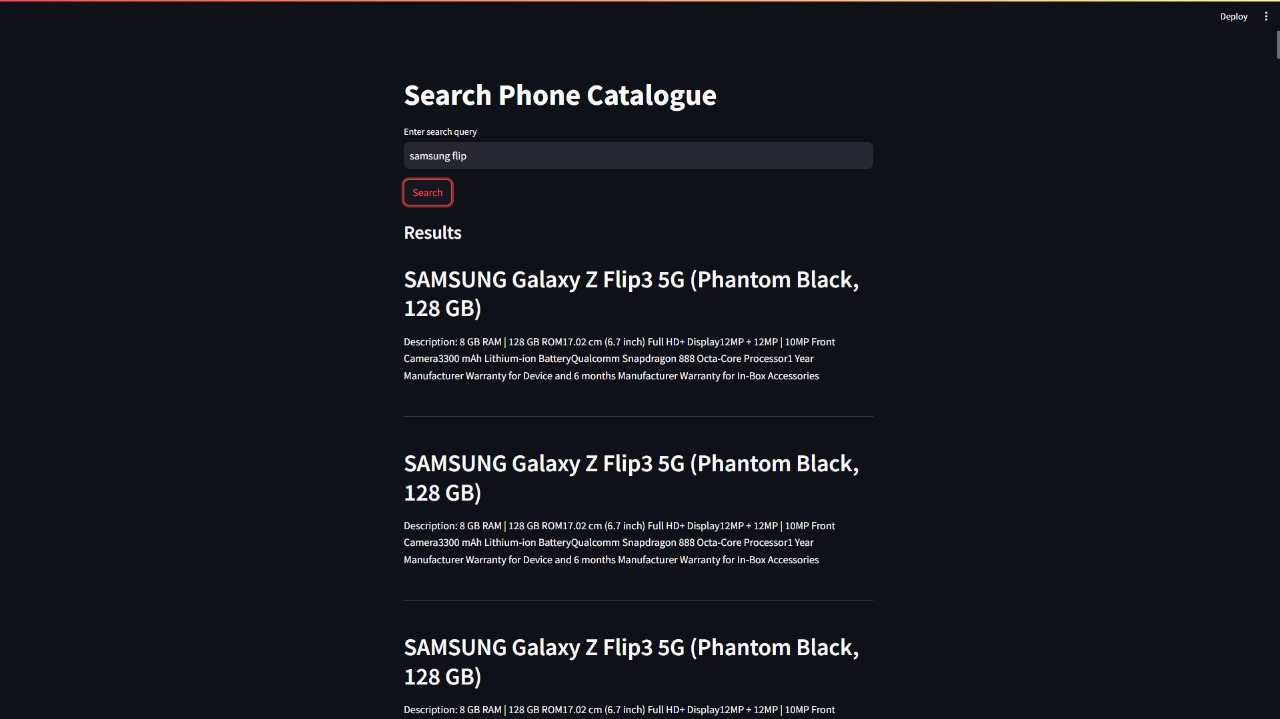 Deploy
Search Phone Catalogue
Enter search query
samsung flip
Search
Results
SAMSUNG Galaxy Z Flip3 5G (Phantom Black,
128 GB)
Description: 8 GB RAM | 128 GB ROM17.02 cm (6.7 inch) Full HD+ Display12MP + 12MP | 10MP Front
Camera3300 mAh Lithium-ion BatteryQualcomm Snapdragon 888 Octa-Core Processor1 Year
Manufacturer Warranty for Device and 6 months Manufacturer Warranty for In-Box Accessories
SAMSUNG Galaxy Z Flip3 5G (Phantom Black,
128 GB)
Description: 8 GB RAM | 128 GB ROM17.02 cm (6.7 inch) Full HD+ Display12MP + 12MP | 10MP Front
Camera3300 mAh Lithium-ion BatteryQualcomm Snapdragon 888 Octa-Core Processor1 Year
Manufacturer Warranty for Device and 6 months Manufacturer Warranty for In-Box Accessories
SAMSUNG Galaxy Z Flip3 5G (Phantom Black,
128 GB)
Description: 8 GB RAM | 128 GB ROM17.02 cm (6.7 inch) Full HD+ Display12MP + 12MP | 10MP Front